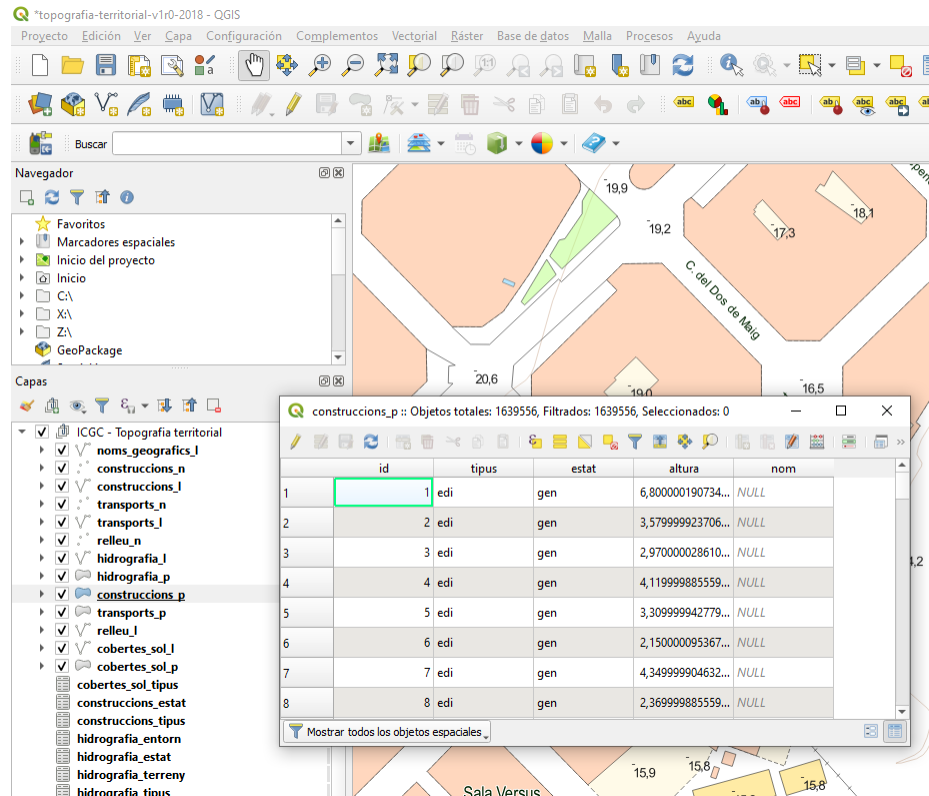 *topografia-territorial-v1r0-2018 - QGIS
Proyecto Edición Ver Capa Configuración Complementos Vectorial Ráster Base de datos Malla Procesos Ayuda
abc abc abc abc abc abc
Buscar
Navegador
Favoritos
Marcadores espaciales
Inicio del proyecto
Inicio
C:\
X:\
Z:\
GeoPackage
Capas
ICGC - Topografia territorial
noms_geografics_l
construccions_n
construccions_l
transports_n
transports_l
relleu_n
hidrografia_l
hidrografia_p
construccions_p
transports_p
relleu_l
cobertes_sol_l
cobertes_sol_p
cobertes_sol_tipus
construccions_estat
construccions_tipus
hidrografia_entorn
hidrografia_estat
hidrografia_terreny
hidrografia_tipus
19,9
18,1
19,2
17,3
C. del Dos de Maig
20,6
19,0
16,5
construccions_p :: Objetos totales: 1639556, Filtrados: 1639556, Seleccionados: 0
id tipus estat altura nom
1 1 edi gen 6,800000190734... NULL
2 2 edi gen 3,579999923706... NULL
3 3 edi gen 2,970000028610... NULL
4 4 edi gen 4,119999885559... NULL
5 5 edi gen 3,309999942779... NULL
6 6 edi gen 2,150000095367... NULL
7 7 edi gen 4,349999904632... NULL
8 8 edi gen 2,369999885559... NULL
Mostrar todos los objetos espaciales
15,9
15,8
15,8
Sala Versus